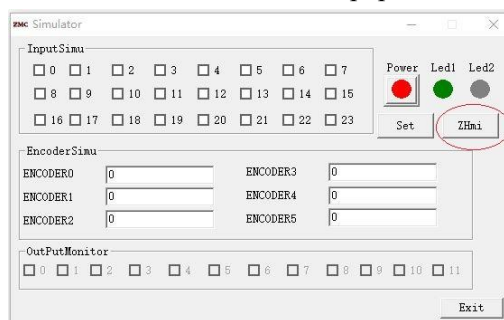 ZMC Simulator
InputSimu
0 1 2 3 4 5 6 7
Power Led1 Led2
8 9 10 11 12 13 14 15
16 17 18 19 20 21 22 23
Set ZHmi
EncoderSimu
ENCODER0 0 ENCODER3 0
ENCODER1 0 ENCODER4 0
ENCODER2 0 ENCODER5 0
OutPutMonitor
0 1 2 3 4 5 6 7 8 9 10 11
Exit